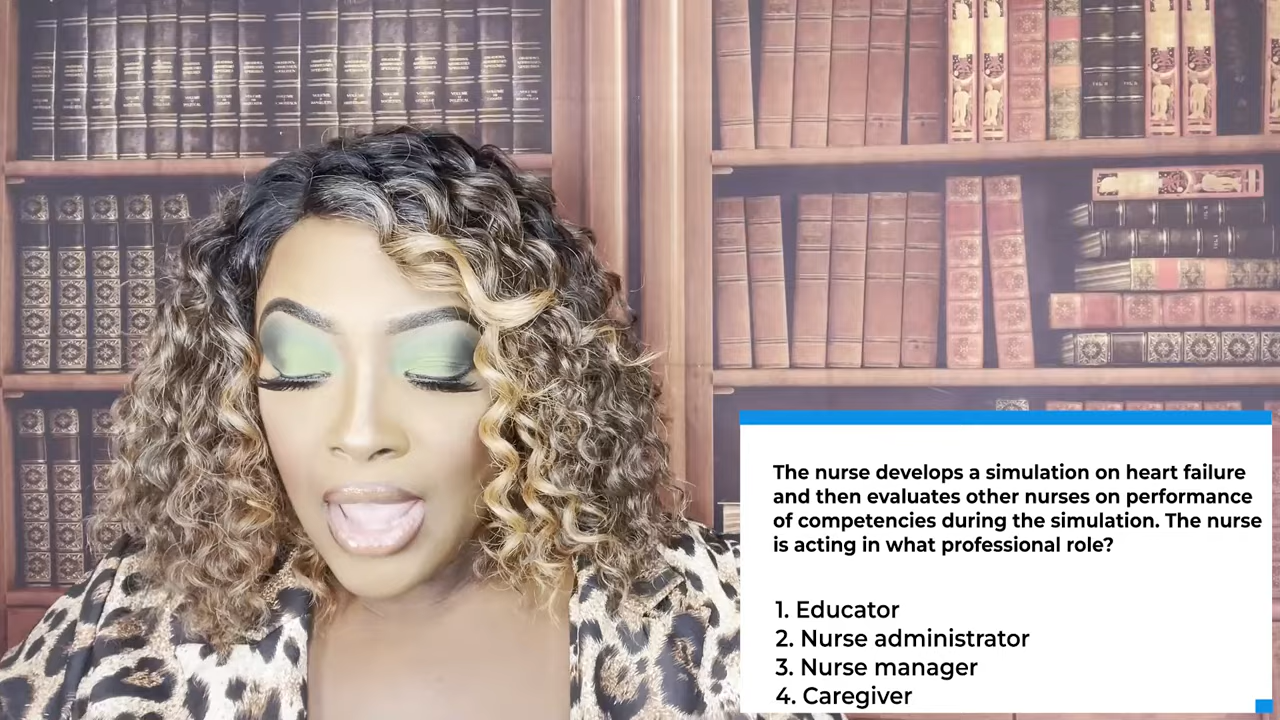 The nurse develops a simulation on heart failure
and then evaluates other nurses on performance
of competencies during the simulation. The nurse
is acting in what professional role?
1. Educator
2. Nurse administrator
3. Nurse manager
4. Caregiver